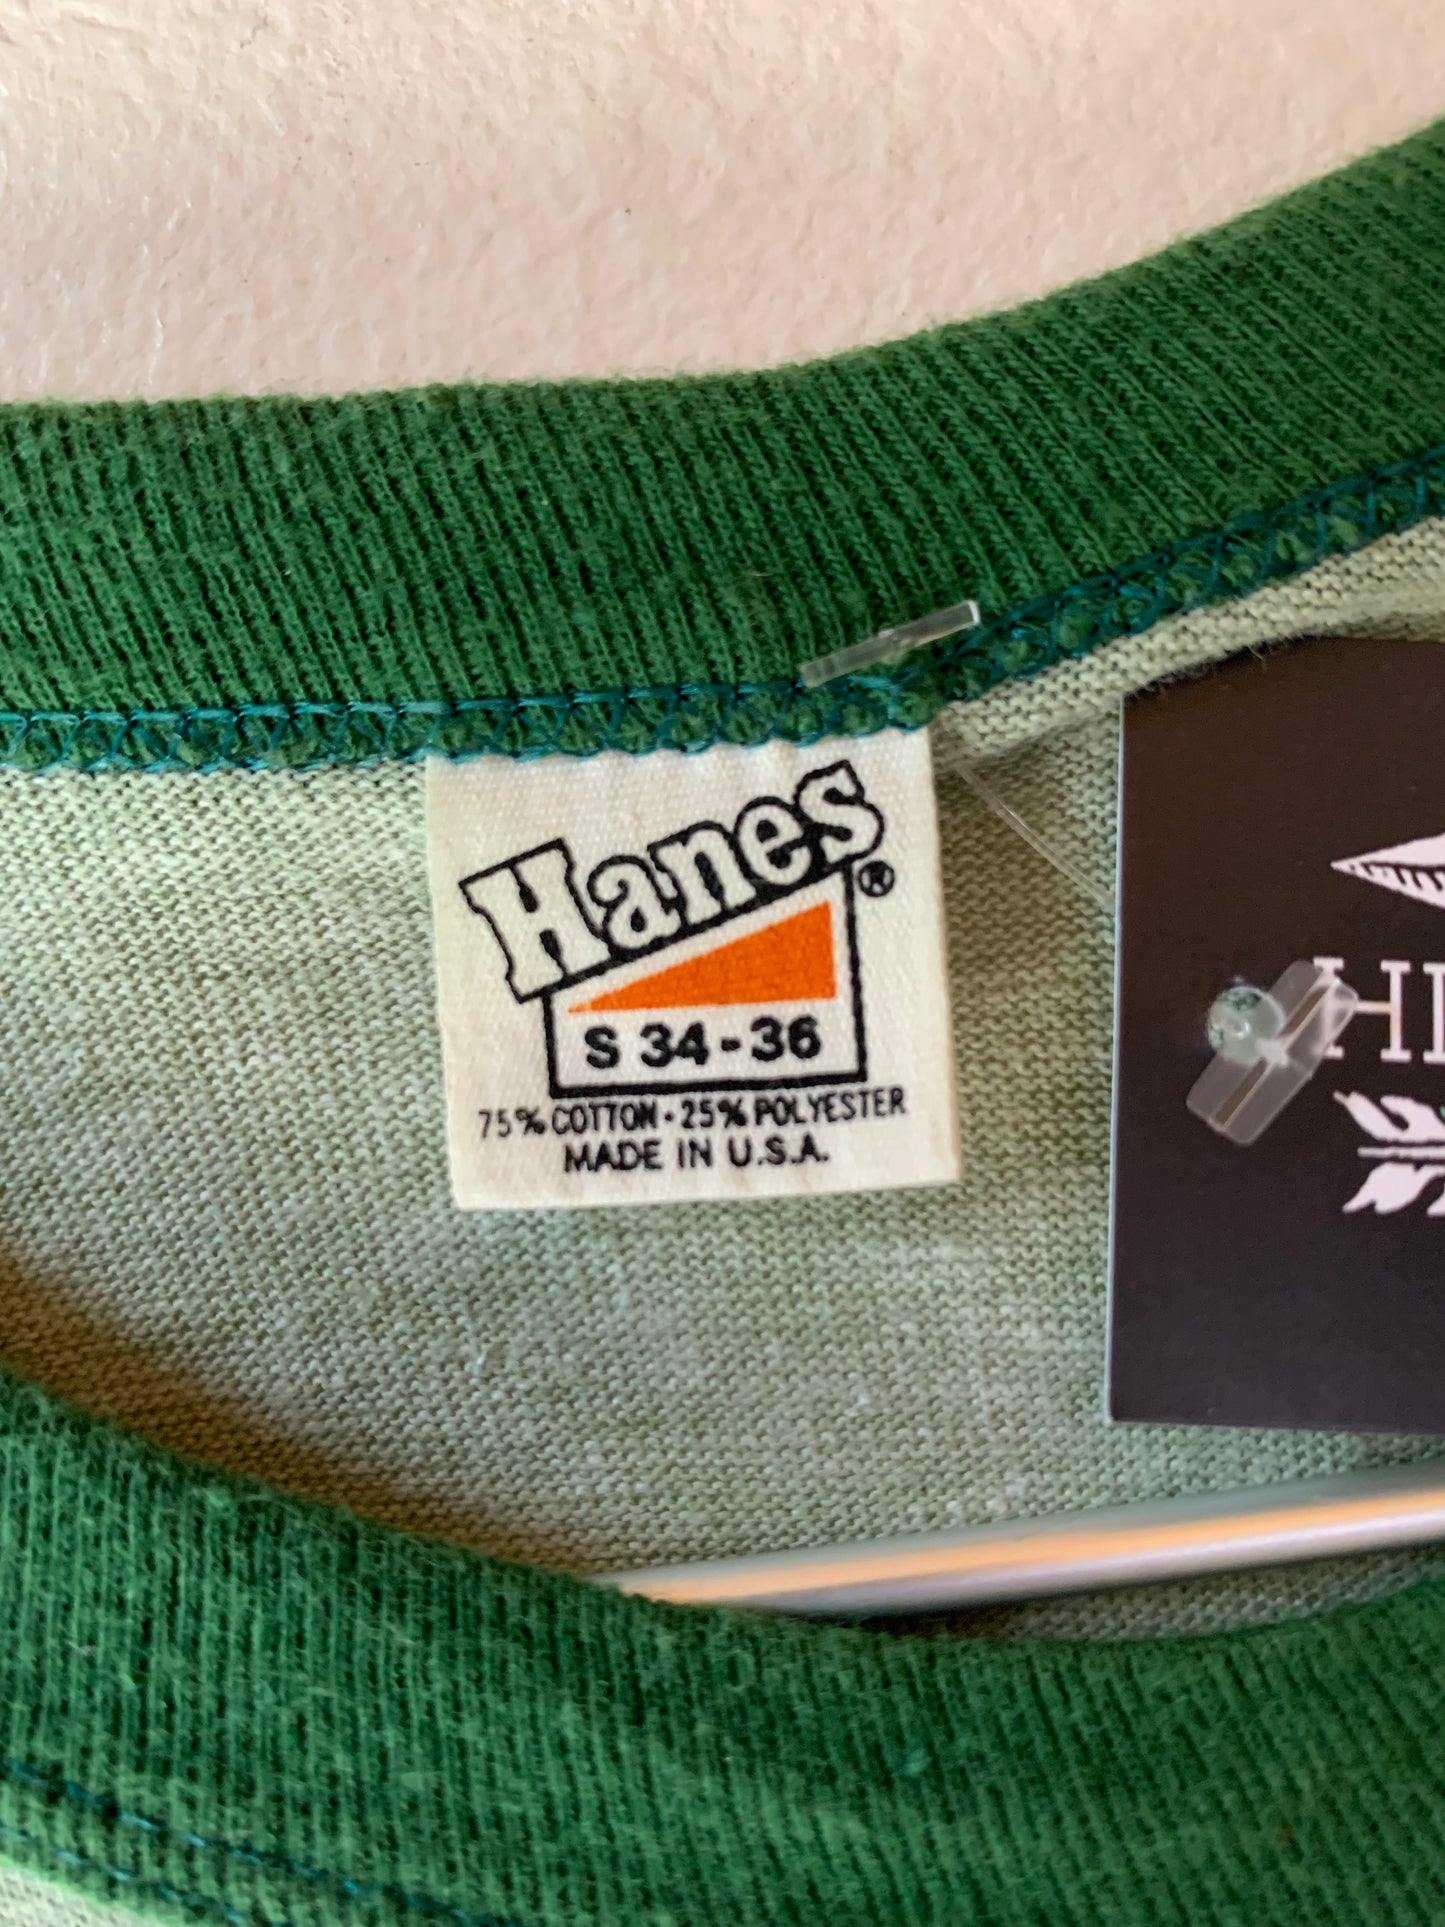 Hanes®
S 34-36
75% COTTON • 25% POLYESTER
MADE IN U.S.A.